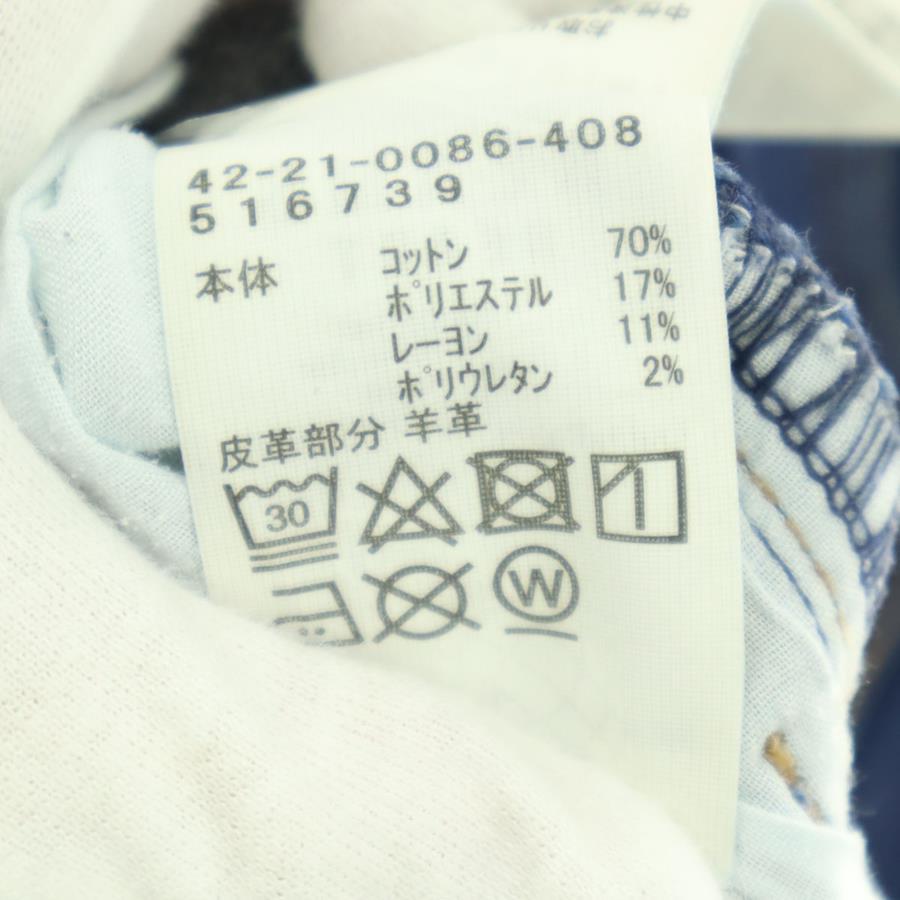 42-21-0086-408
516739
本体 コットン 70%
ポリエステル 17%
レーヨン 11%
ポリウレタン 2%
皮革部分 羊革
30
W